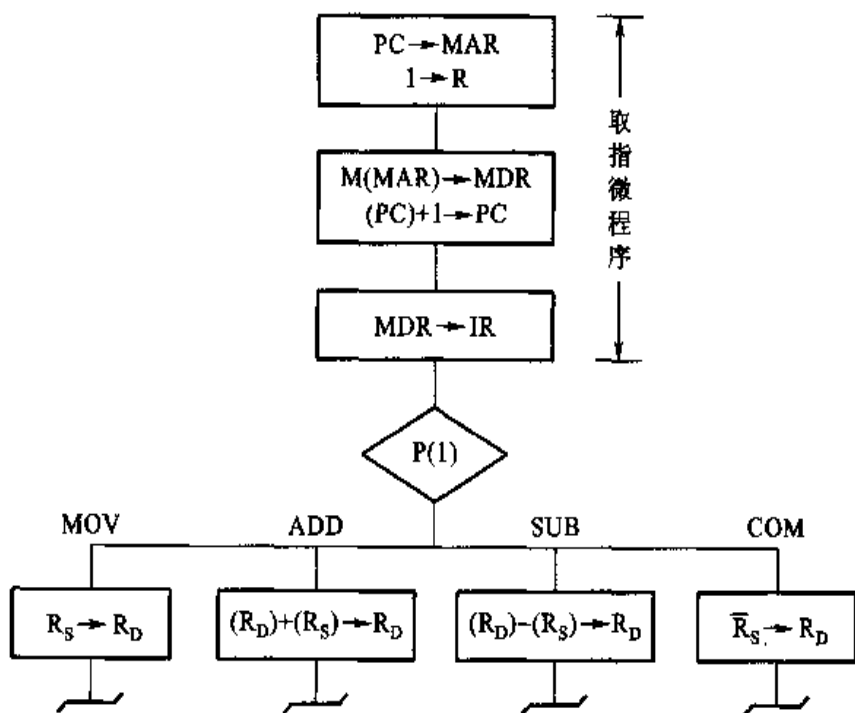 PC→MAR
1→R
取指微程序
M(MAR)→MDR
(PC)+1→PC
MDR→IR
P(1)
MOV ADD SUB COM
R_S→R_D (R_D)+(R_S)→R_D (R_D)−(R_S)→R_D R̅_S→R_D